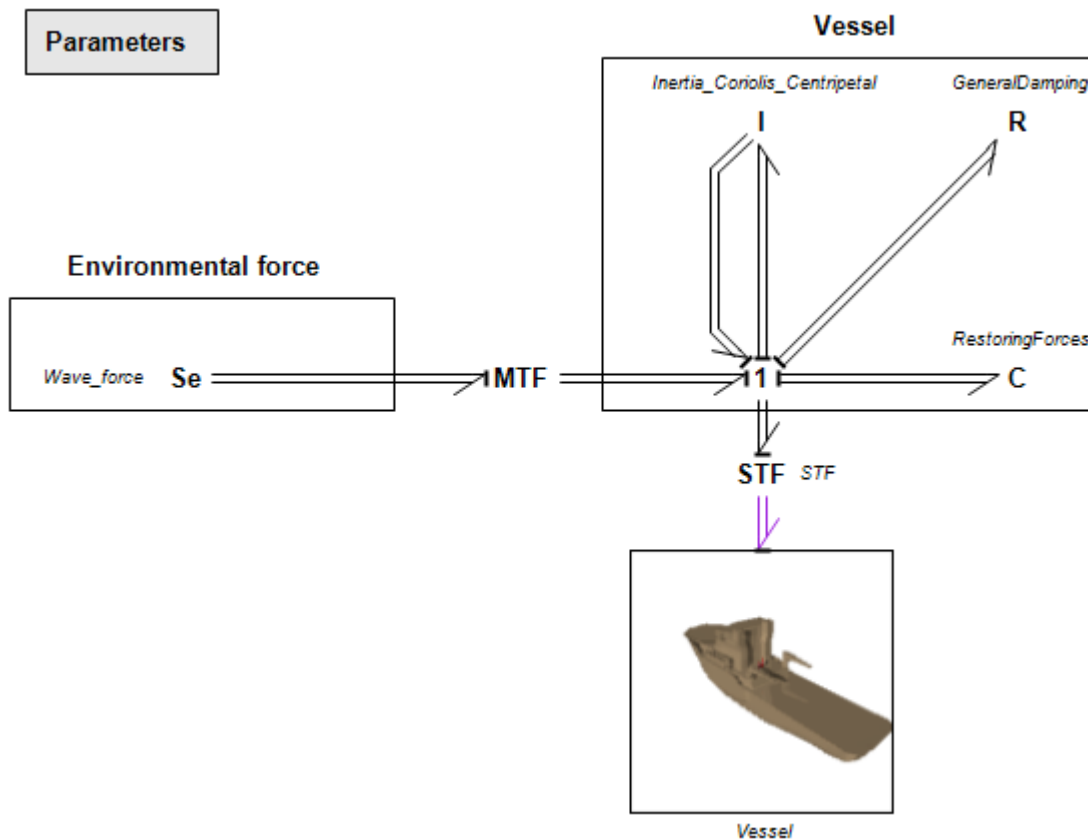 Parameters
Vessel
Inertia_Coriolis_Centripetal
GeneralDamping
I
R
Environmental force
RestoringForces
Wave_force
Se
MTF
1
C
STF
STF
Vessel